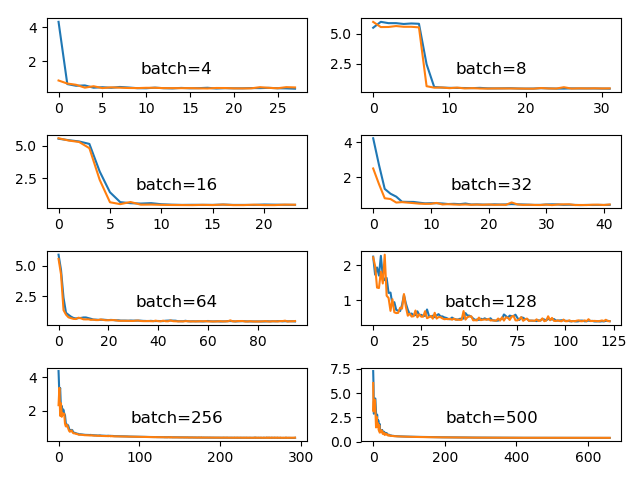 4
2
batch=4
0 5 10 15 20 25
5.0
2.5
batch=8
0 10 20 30
5.0
2.5
batch=16
0 5 10 15 20
4
2
batch=32
0 10 20 30 40
5.0
2.5
batch=64
0 20 40 60 80
2
1
batch=128
0 25 50 75 100 125
4
2
batch=256
0 100 200 300
7.5
5.0
2.5
0.0
batch=500
0 200 400 600